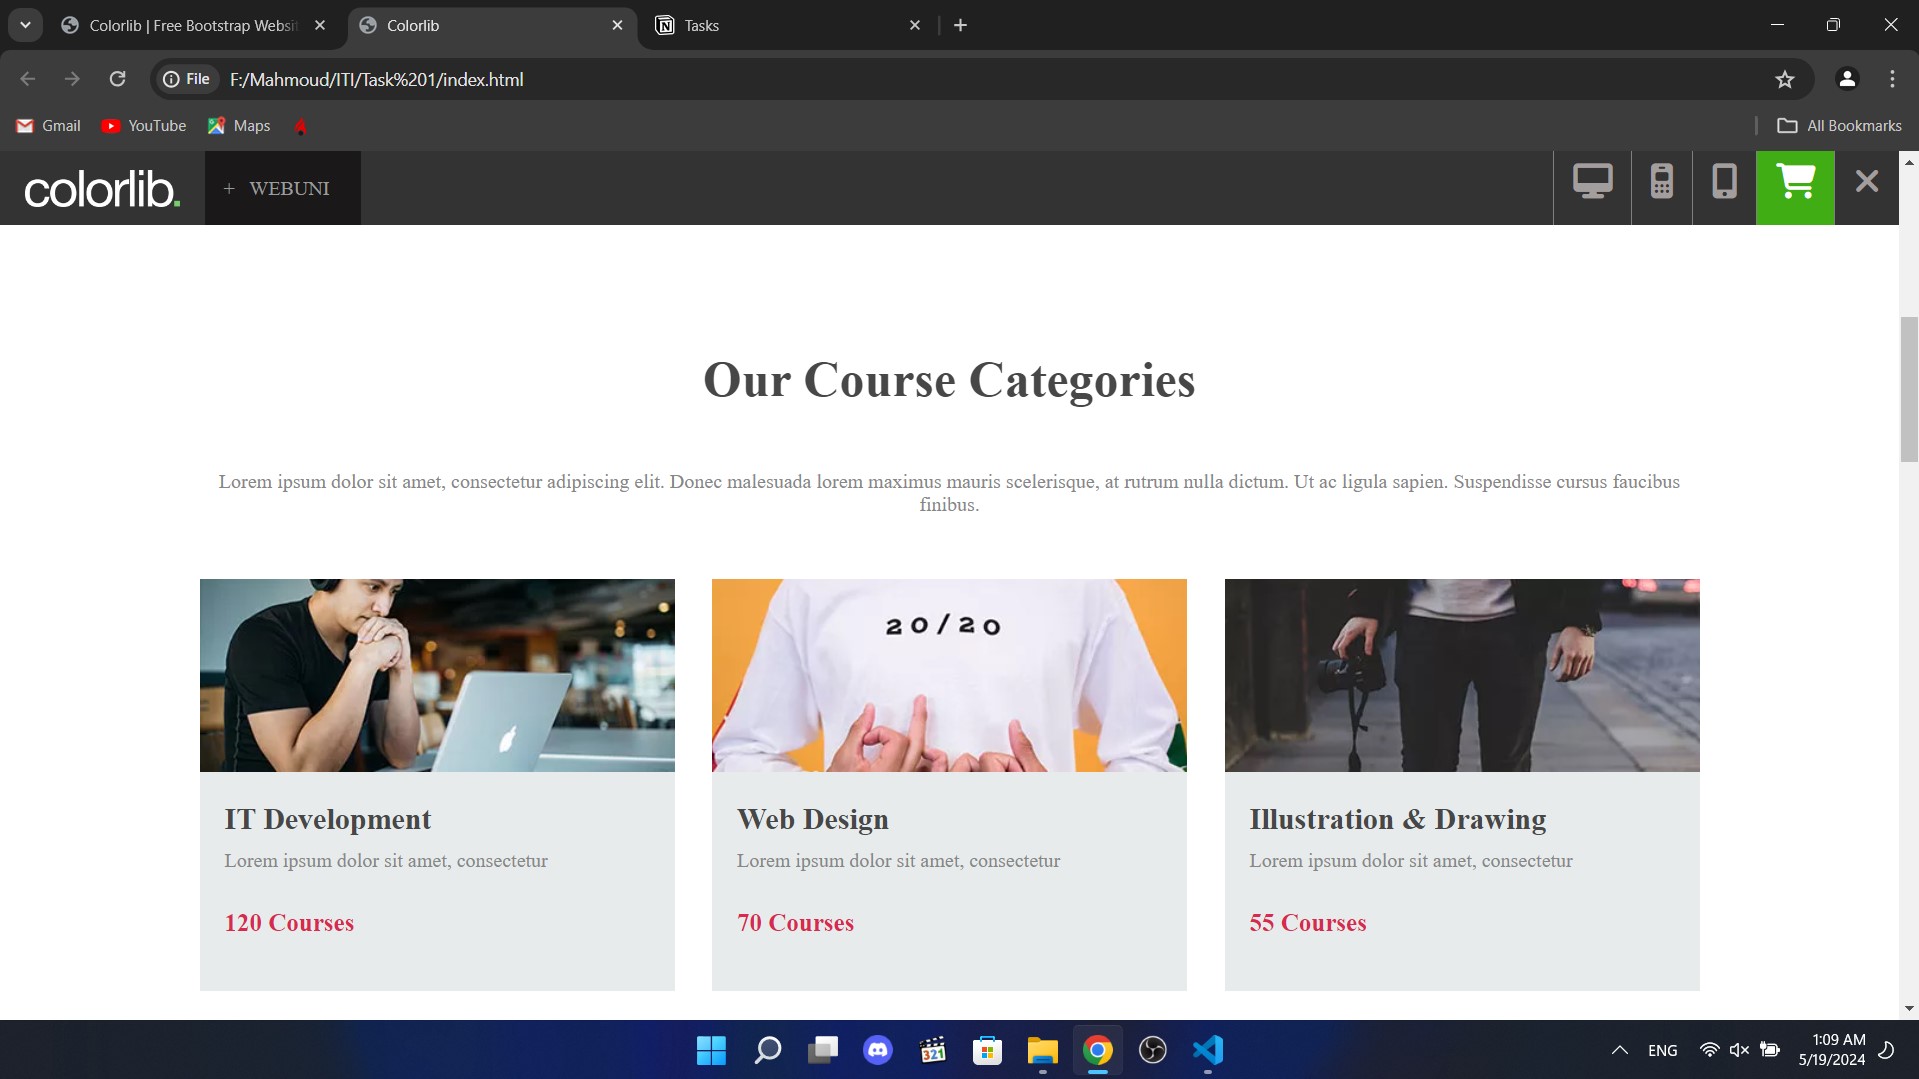 Colorlib | Free Bootstrap Websi
Colorlib
Tasks
File
F:/Mahmoud/ITI/Task%201/index.html
Gmail
YouTube
Maps
All Bookmarks
colorlib.
+ WEBUNI
Our Course Categories
Lorem ipsum dolor sit amet, consectetur adipiscing elit. Donec malesuada lorem maximus mauris scelerisque, at rutrum nulla dictum. Ut ac ligula sapien. Suspendisse cursus faucibus
finibus.
20/20
IT Development
Lorem ipsum dolor sit amet, consectetur
120 Courses
Web Design
Lorem ipsum dolor sit amet, consectetur
70 Courses
Illustration & Drawing
Lorem ipsum dolor sit amet, consectetur
55 Courses
321
ENG
1:09 AM
5/19/2024